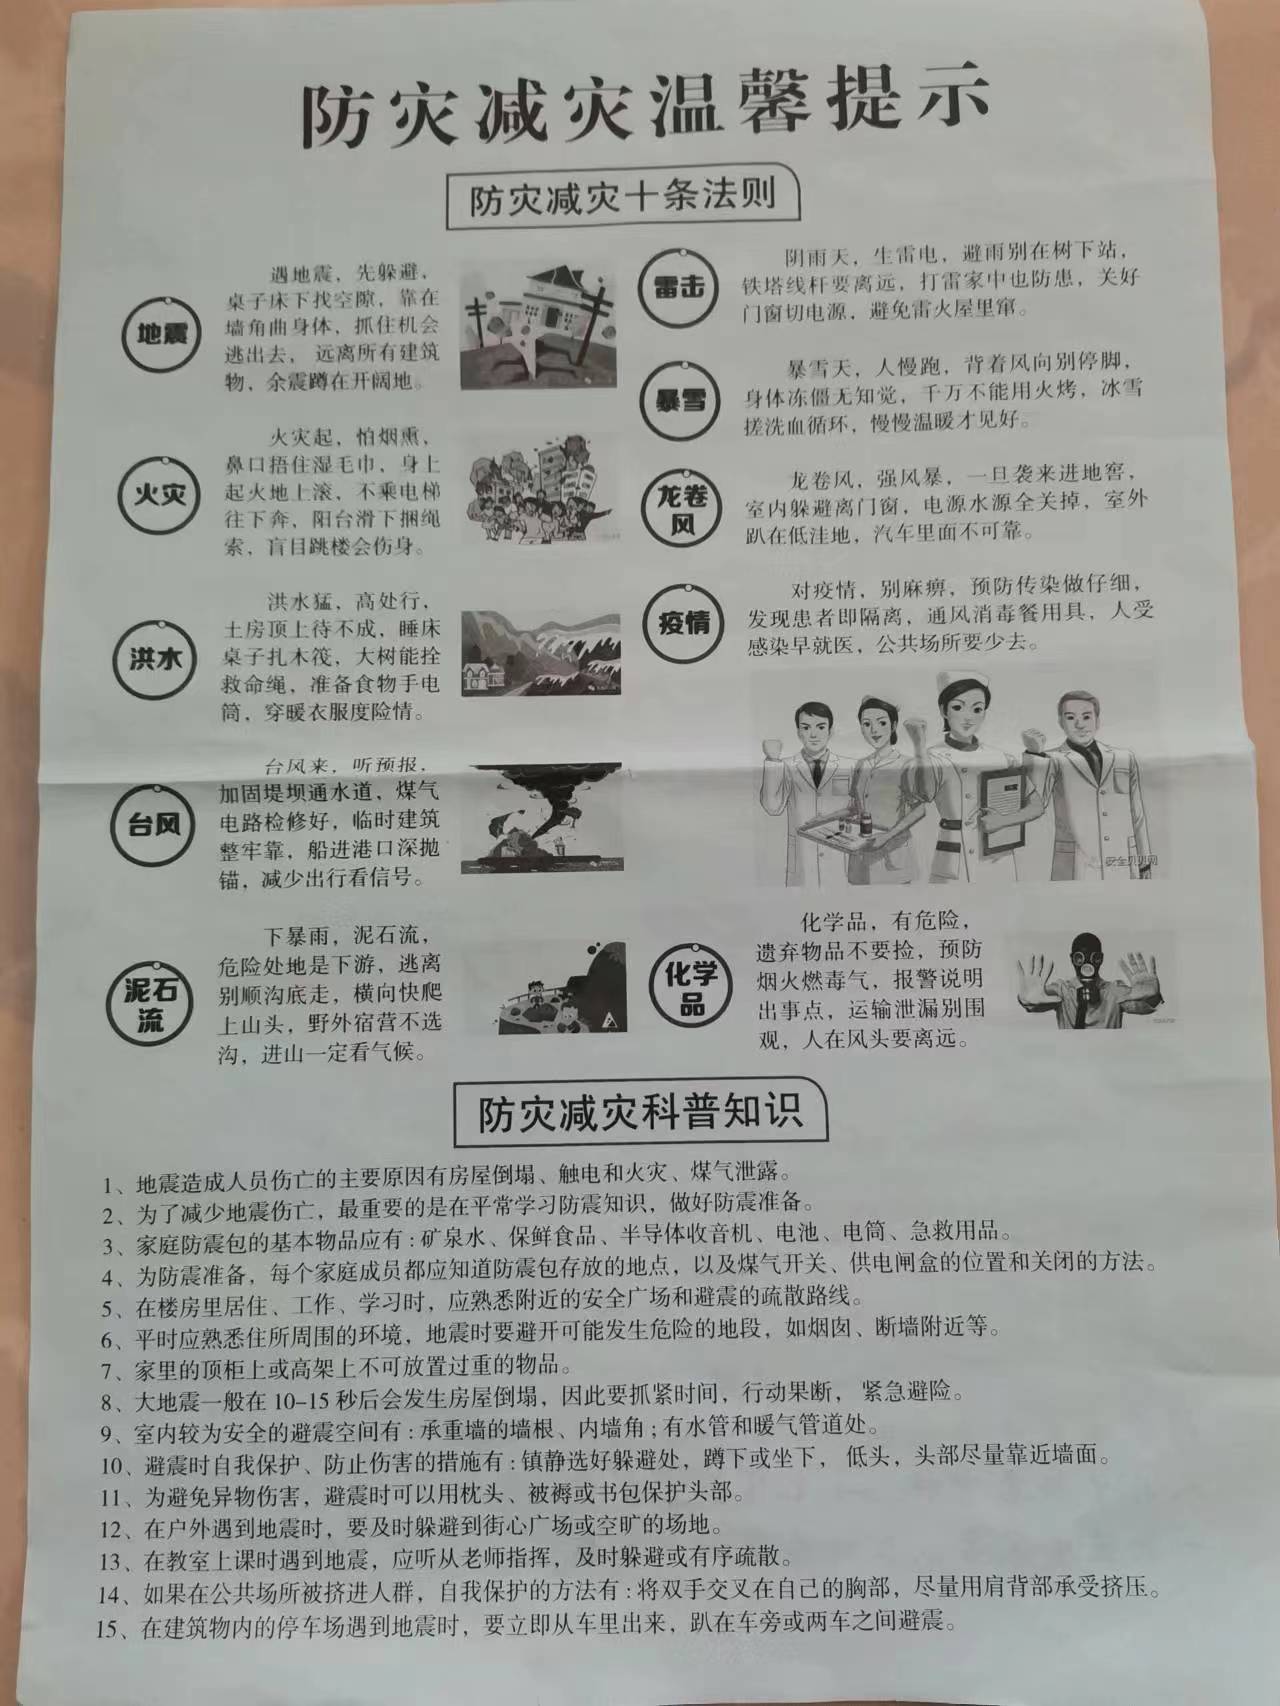 防灾减灾温馨提示
防灾减灾十条法则
地震
遇地震，先躲避，
桌子床下找空隙，靠在
墙角曲身体，抓住机会
逃出去，远离所有建筑
物，余震蹲在开阔地。
火灾
火灾起，怕烟熏，
鼻口捂住湿毛巾，身上
起火地上滚，不乘电梯
往下奔，阳台滑下捆绳
索，盲目跳楼会伤身。
洪水
洪水猛，高处行，
土房顶上待不成，睡床
桌子扎木筏，大树能拴
救命绳，准备食物手电
筒，穿暖衣服度险情。
台风
台风来，听预报，
加固堤坝通水道，煤气
电路检修好，临时建筑
整牢靠，船进港口深抛
锚，减少出行看信号。
泥石
流
下暴雨，泥石流，
危险处地是下游，逃离
别顺沟底走，横向快爬
上山头，野外宿营不选
沟，进山一定看气候。
雷击
阴雨天，生雷电，避雨别在树下站，
铁塔线杆要离远，打雷家中也防患，关好
门窗切电源，避免雷火屋里窜。
暴雪
暴雪天，人慢跑，背着风向别停脚，
身体冻僵无知觉，千万不能用火烤，冰雪
搓洗血循环，慢慢温暖才见好。
龙卷
风
龙卷风，强风暴，一旦袭来进地窖，
室内躲避离门窗，电源水源全关掉，室外
趴在低洼地，汽车里面不可靠。
疫情
对疫情，别麻痹，预防传染做仔细，
发现患者即隔离，通风消毒餐用具，人受
感染早就医，公共场所要少去。
安全贝贝网
化学
品
化学品，有危险，
遗弃物品不要捡，预防
烟火燃毒气，报警说明
出事点，运输泄漏别围
观，人在风头要离远。
防灾减灾科普知识
1、地震造成人员伤亡的主要原因有房屋倒塌、触电和火灾、煤气泄露。
2、为了减少地震伤亡，最重要的是在平常学习防震知识，做好防震准备。
3、家庭防震包的基本物品应有：矿泉水、保鲜食品、半导体收音机、电池、电筒、急救用品。
4、为防震准备，每个家庭成员都应知道防震包存放的地点，以及煤气开关、供电闸盒的位置和关闭的方法。
5、在楼房里居住、工作、学习时，应熟悉附近的安全广场和避震的疏散路线。
6、平时应熟悉住所周围的环境，地震时要避开可能发生危险的地段，如烟囱、断墙附近等。
7、家里的顶柜上或高架上不可放置过重的物品。
8、大地震一般在10-15秒后会发生房屋倒塌，因此要抓紧时间，行动果断，紧急避险。
9、室内较为安全的避震空间有：承重墙的墙根、内墙角；有水管和暖气管道处。
10、避震时自我保护、防止伤害的措施有：镇静选好躲避处，蹲下或坐下，低头，头部尽量靠近墙面。
11、为避免异物伤害，避震时可以用枕头、被褥或书包保护头部。
12、在户外遇到地震时，要及时躲避到街心广场或空旷的场地。
13、在教室上课时遇到地震，应听从老师指挥，及时躲避或有序疏散。
14、如果在公共场所被挤进人群，自我保护的方法有：将双手交叉在自己的胸部，尽量用肩背部承受挤压。
15、在建筑物内的停车场遇到地震时，要立即从车里出来，趴在车旁或两车之间避震。